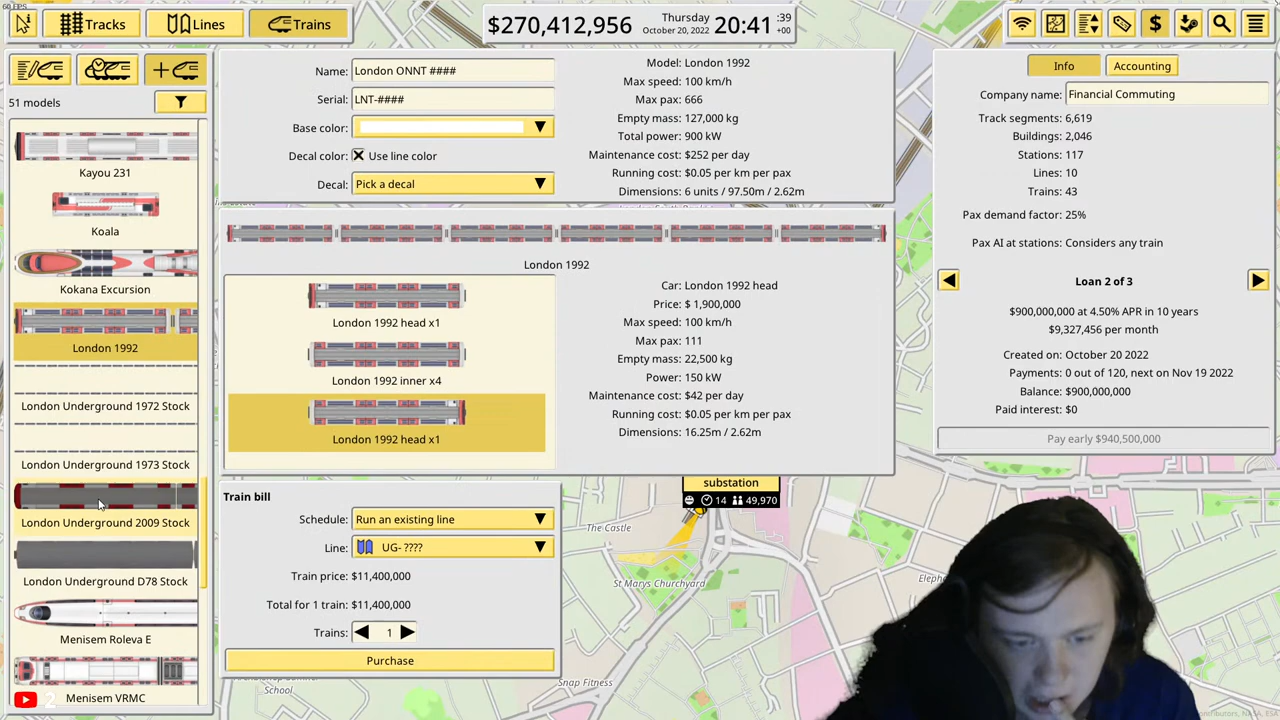 60 FPS
Tracks
Lines
Trains
$270,412,956
Thursday
October 20, 2022
20:41
:39
+00
51 models
Kayou 231
Koala
Kokana Excursion
London 1992
London Underground 1972 Stock
London Underground 1973 Stock
London Underground 2009 Stock
London Underground D78 Stock
Menisem Roleva E
Menisem VRMC
2
Name: London ONNT ####
Serial: LNT-####
Base color:
Decal color: Use line color
Decal: Pick a decal
Model: London 1992
Max speed: 100 km/h
Max pax: 666
Empty mass: 127,000 kg
Total power: 900 kW
Maintenance cost: $252 per day
Running cost: $0.05 per km per pax
Dimensions: 6 units / 97.50m / 2.62m
London 1992
London 1992 head x1
London 1992 inner x4
London 1992 head x1
Car: London 1992 head
Price: $ 1,900,000
Max speed: 100 km/h
Max pax: 111
Empty mass: 22,500 kg
Power: 150 kW
Maintenance cost: $42 per day
Running cost: $0.05 per km per pax
Dimensions: 16.25m / 2.62m
Train bill
Schedule: Run an existing line
Line: UG- ????
Train price: $11,400,000
Total for 1 train: $11,400,000
Trains: 1
Purchase
School
substation
14 49,970
The Castle
St Marys Churchyard
Snap Fitness
Info
Accounting
Company name: Financial Commuting
Track segments: 6,619
Buildings: 2,046
Stations: 117
Lines: 10
Trains: 43
Pax demand factor: 25%
Pax AI at stations: Considers any train
Loan 2 of 3
$900,000,000 at 4.50% APR in 10 years
$9,327,456 per month
Created on: October 20 2022
Payments: 0 out of 120, next on Nov 19 2022
Balance: $900,000,000
Paid interest: $0
Pay early $940,500,000